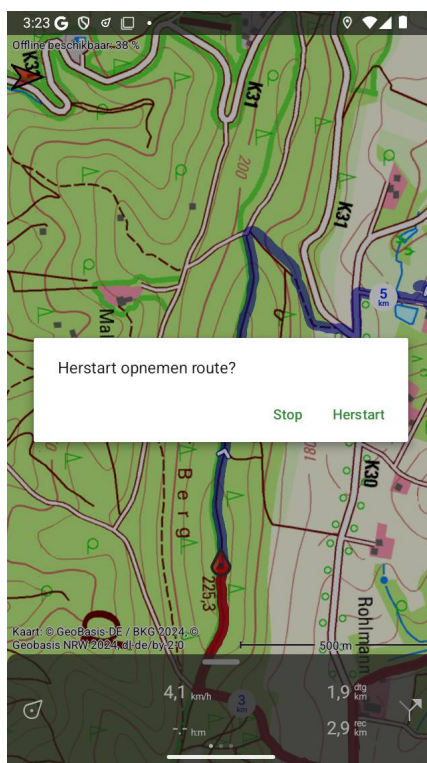 3:23
Offline beschikbaar: 38 %
K31
K31
200
K31
5
km
Herstart opnemen route?
Stop
Herstart
Berg
081
K30
225,3
Rohlmann
Kaart: © GeoBasis-DE / BKG 2024, ©
Geobasis NRW 2024, dl-de/by-2-0
500 m
4,1 km/h
3
km
1,9 dtg km
-.- h:m
2,9 rec km